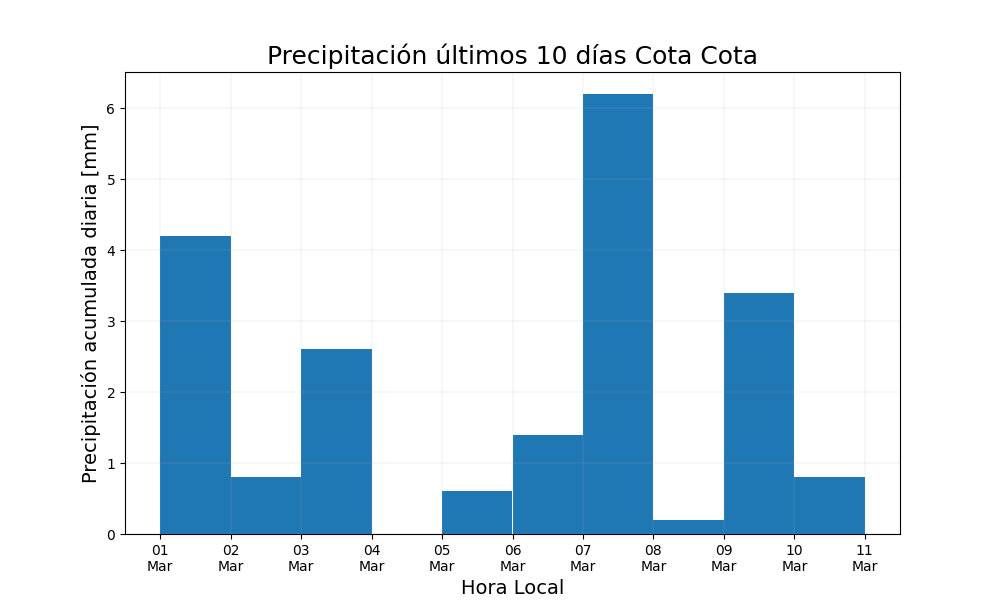 Precipitación últimos 10 días Cota Cota
Precipitación acumulada diaria [mm]
6
5
4
3
2
1
0
01 02 03 04 05 06 07 08 09 10 11
Mar Mar Mar Mar Mar Mar Mar Mar Mar Mar Mar
Hora Local